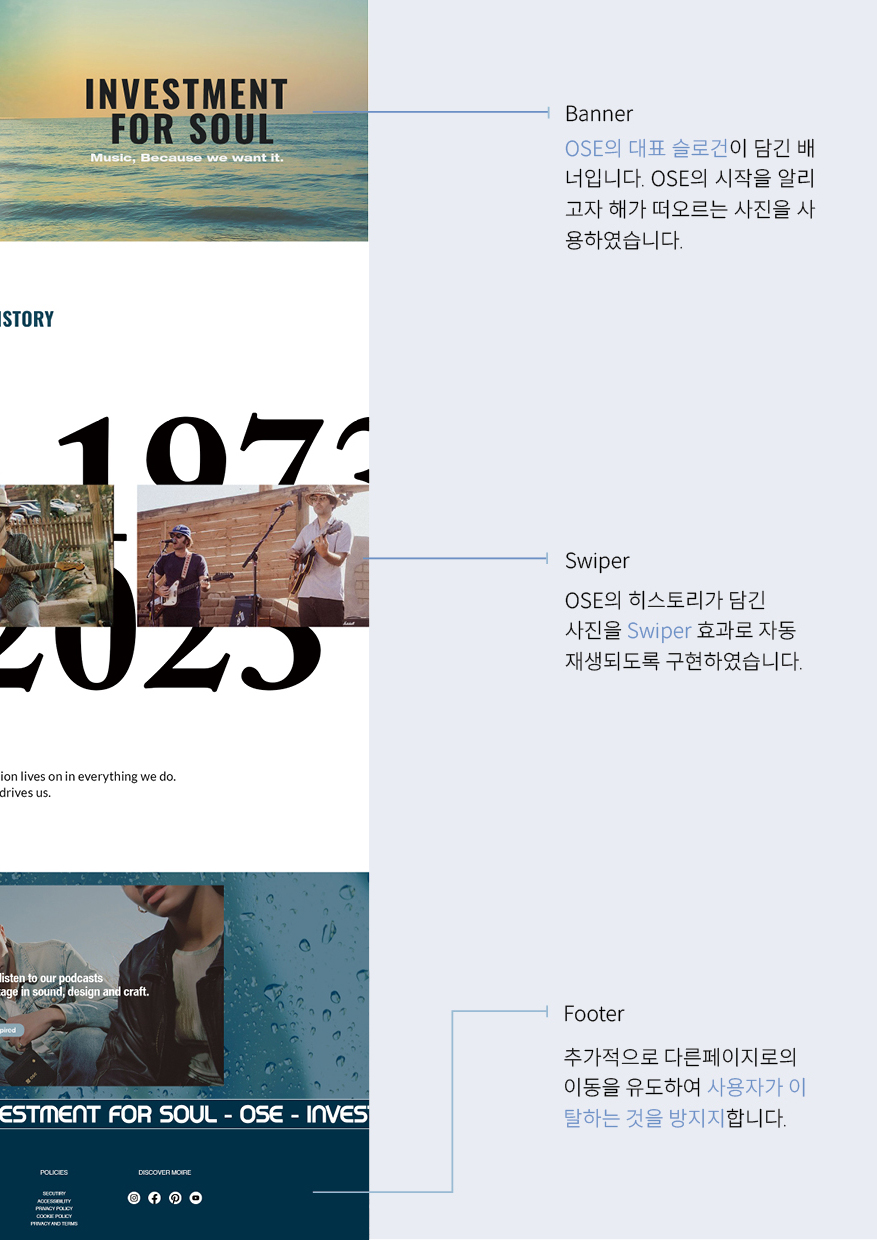 INVESTMENT
FOR SOUL
Music, Because we want it.
Banner
OSE의 대표 슬로건이 담긴 배
너입니다. OSE의 시작을 알리
고자 해가 떠오르는 사진을 사
용하였습니다.
ISTORY
1973
2023
Swiper
OSE의 히스토리가 담긴
사진을 Swiper 효과로 자동
재생되도록 구현하였습니다.
ion lives on in everything we do.
drives us.
listen to our podcasts
tage in sound, design and craft.
pired
ESTMENT FOR SOUL - OSE - INVEST
Footer
추가적으로 다른페이지로의
이동을 유도하여 사용자가 이
탈하는 것을 방지지합니다.
POLICIES
DISCOVER MOIRE
SECUTIRY
ACCESSIBILITY
PRIVACY POLICY
COOKIE POLICY
PRIVACY AND TERMS